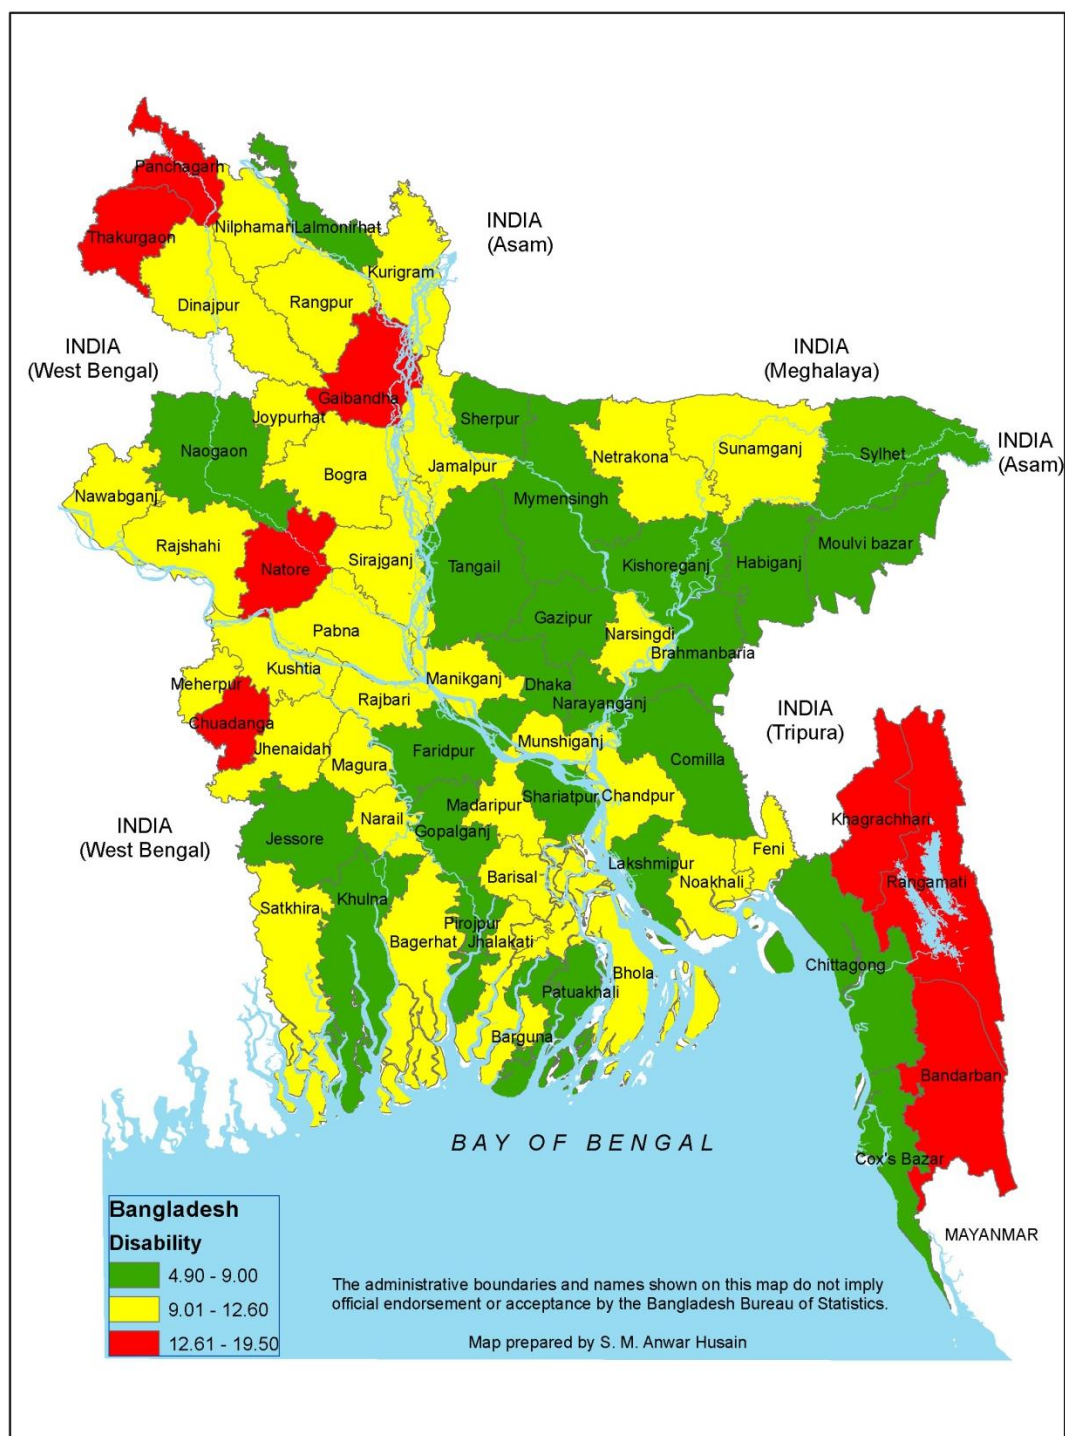 Panchagarh
Thakurgaon
Nilphamari
Lalmonirhat
INDIA
(Asam)
Kurigram
Dinajpur
Rangpur
INDIA
(West Bengal)
INDIA
(Meghalaya)
Gaibandha
Joypurhat
Sherpur
Naogaon
Bogra
Jamalpur
Netrakona
Sunamganj
Sylhet
INDIA
(Asam)
Nawabganj
Mymensingh
Rajshahi
Sirajganj
Natore
Tangail
Kishoreganj
Habiganj
Moulvi bazar
Gazipur
Pabna
Narsingdi
Brahmanbaria
Kushtia
Meherpur
Manikganj
Dhaka
Rajbari
Narayanganj
INDIA
(Tripura)
Chuadanga
Jhenaidah
Magura
Faridpur
Munshiganj
Comilla
Shariatpur
Chandpur
Madaripur
Narail
Gopalganj
INDIA
(West Bengal)
Jessore
Khagrachhari
Feni
Lakshmipur
Noakhali
Barisal
Rangamati
Satkhira
Khulna
Pirojpur
Bagerhat
Jhalakati
Chittagong
Bhola
Patuakhali
Barguna
Bandarban
BAY OF BENGAL
Cox's Bazar
MAYANMAR
Bangladesh
Disability
4.90 - 9.00
9.01 - 12.60
12.61 - 19.50
The administrative boundaries and names shown on this map do not imply
official endorsement or acceptance by the Bangladesh Bureau of Statistics.
Map prepared by S. M. Anwar Husain